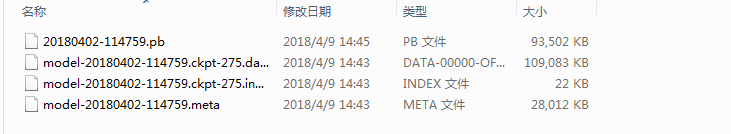 名称 修改日期 类型 大小
20180402-114759.pb 2018/4/9 14:45 PB 文件 93,502 KB
model-20180402-114759.ckpt-275.da... 2018/4/9 14:43 DATA-00000-OF... 109,083 KB
model-20180402-114759.ckpt-275.in... 2018/4/9 14:43 INDEX 文件 22 KB
model-20180402-114759.meta 2018/4/9 14:43 META 文件 28,012 KB